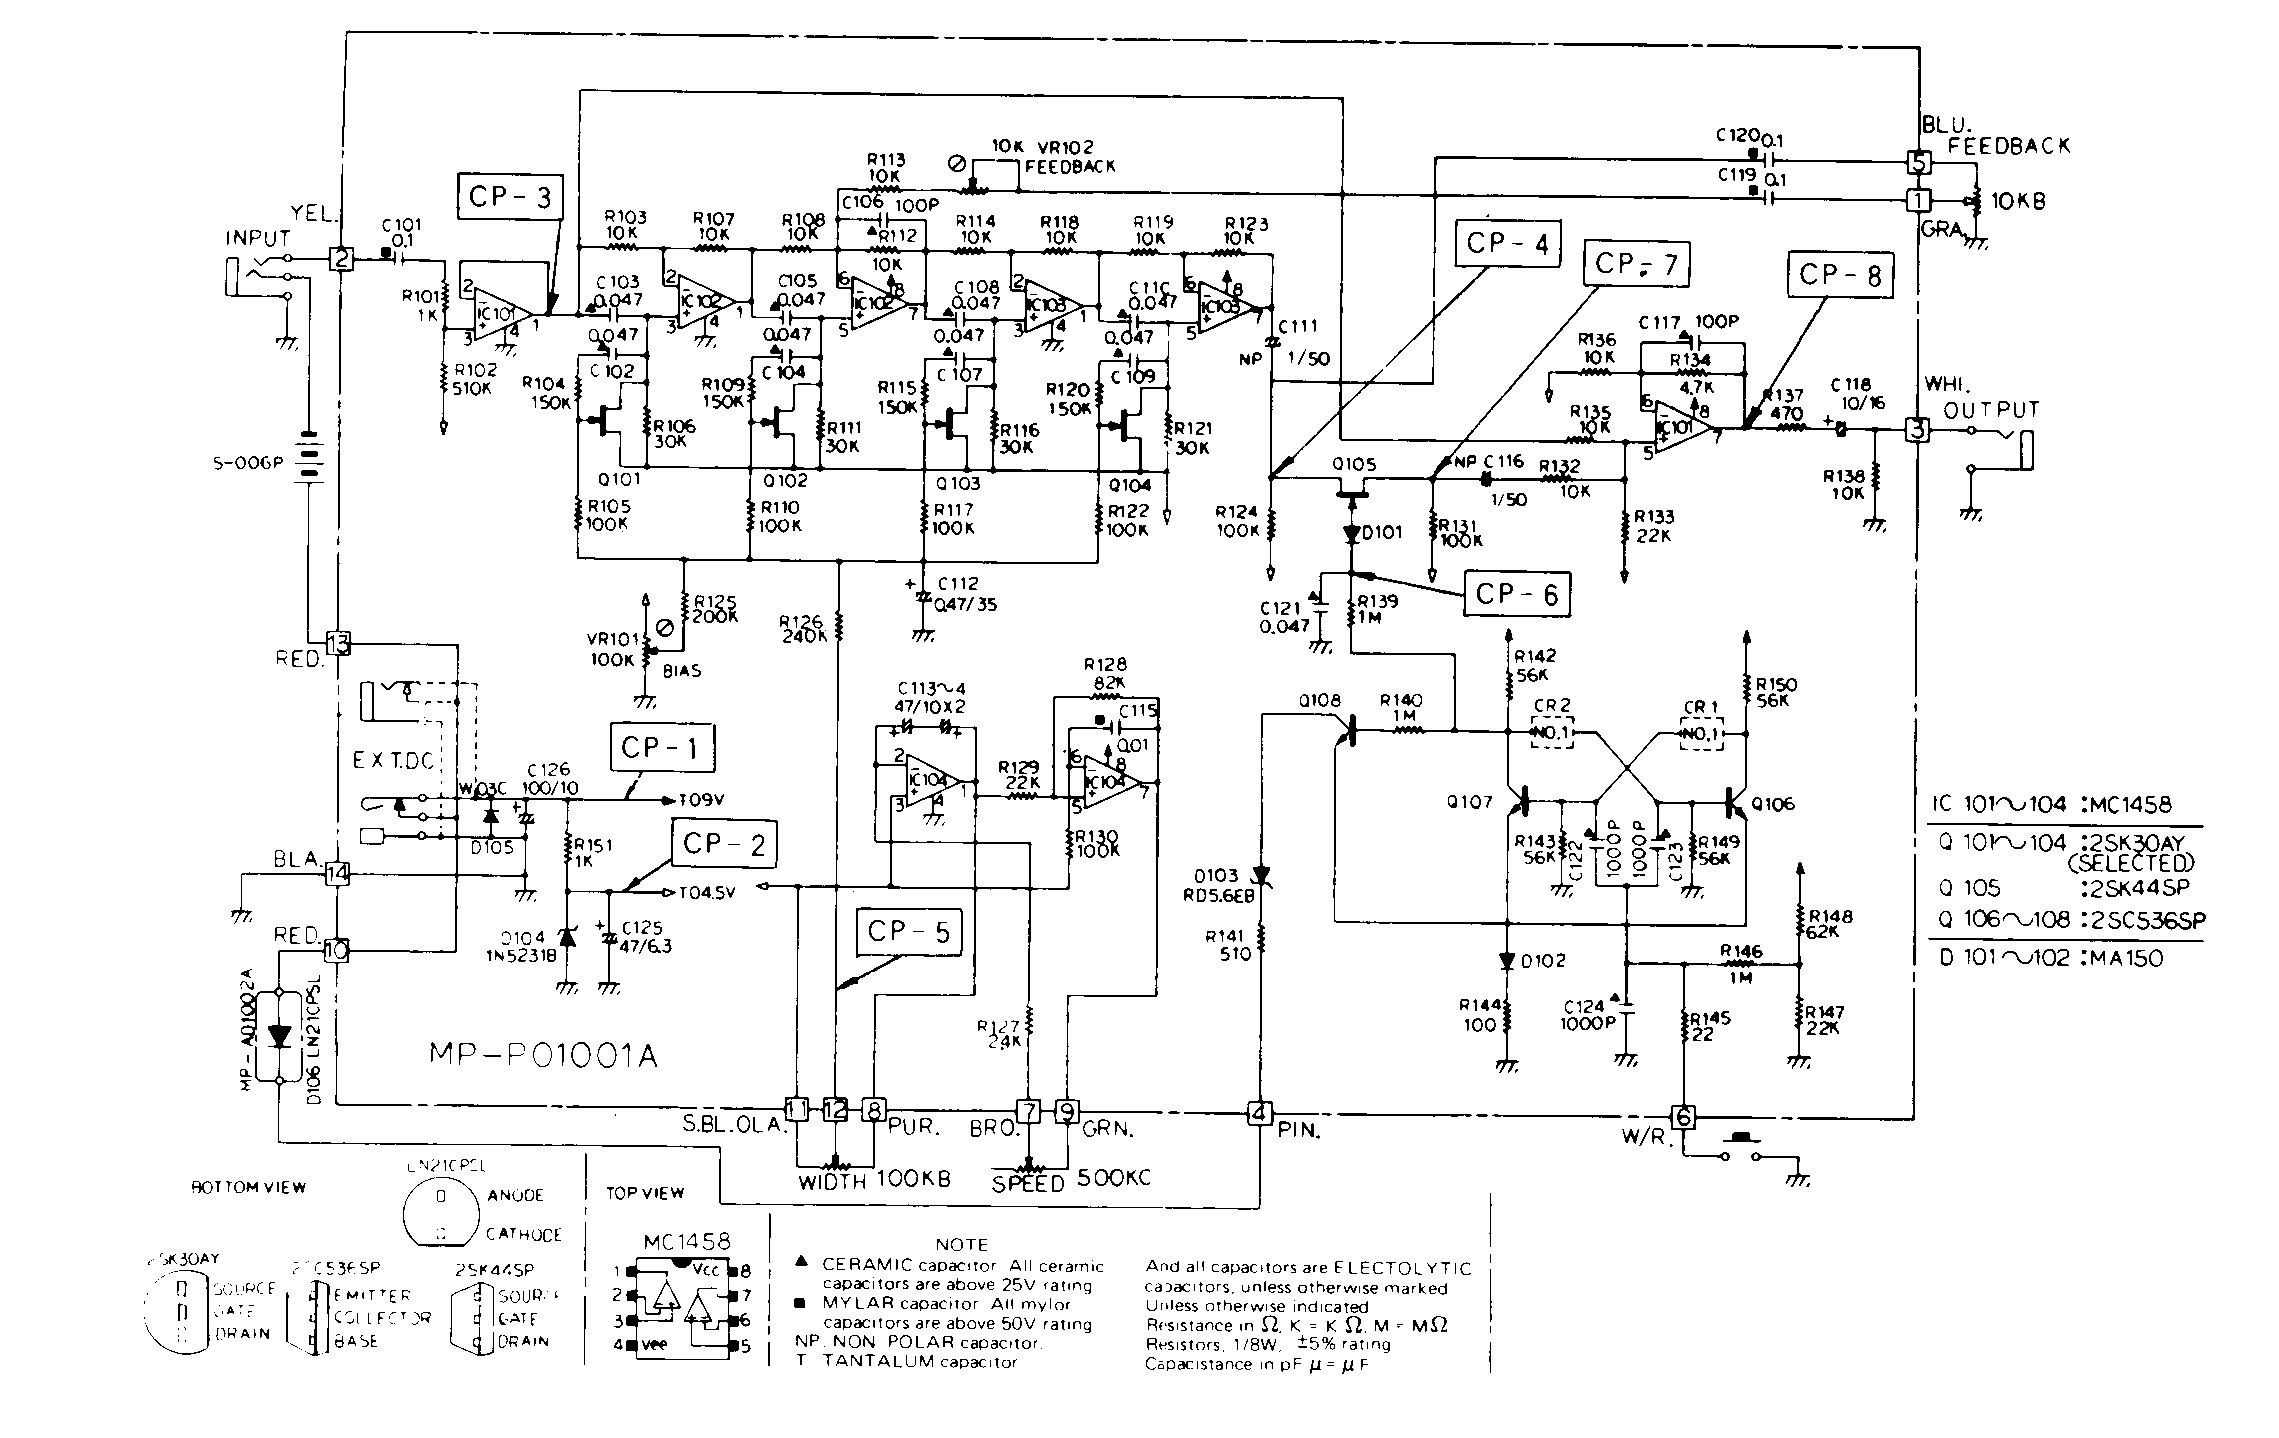 BLU.
FEEDBACK
C120 0.1
5
C119 0.1
1
10KB
GRA.
10K VR102
FEEDBACK
R113
10K
CP-3
C106 100P
YEL.
INPUT
2
C101
0.1
R103
10K
R107
10K
R108
10K
R112
10K
R114
10K
R118
10K
R119
10K
R123
10K
CP-4
CP-7
CP-8
R101
1K
R102
510K
2
3
IC101
4
1
C103
0.047
0.047
C102
2
3
IC102
4
1
C105
0.047
0.047
C104
6
5
IC102
8
7
C108
0.047
0.047
C107
2
3
IC103
4
1
C11C
0.047
0.047
C109
6
5
IC103
8
7
C111
NP 1/50
R104
150K
R106
30K
R109
150K
R111
30K
R115
150K
R116
30K
R120
150K
R121
30K
Q101
Q102
Q103
Q104
S-006P
R136
10K
C117 100P
R134
4.7K
R135
10K
6
5
IC101
8
7
R137
470
C118
10/16
WHI.
OUTPUT
3
R138
10K
Q105
NP C116
1/50
R132
10K
R133
22K
R105
100K
R110
100K
R117
100K
R122
100K
R124
100K
D101
R131
100K
CP-6
C121
0.047
R139
1M
C112
0.47/35
R125
200K
R126
240K
VR101
100K
BIAS
13
RED.
R128
82K
C113~4
47/10X2
C115
0.01
2
3
IC104
4
1
R129
22K
6
5
IC104
8
7
R130
100K
Q108
R140
1M
R142
56K
CR2
NO,1
CR1
NO,1
R150
56K
Q107
Q106
R143
56K
C122
1000P
1000P
C123
R149
56K
CP-1
EXT.DC
W03C
C126
100/10
TO9V
R151
1K
CP-2
D105
TO4.5V
BLA.
14
RED.
10
D104
1N5231B
C125
47/6.3
CP-5
D103
RD5.6EB
R141
510
D102
R144
100
R146
1M
R148
62K
C124
1000P
R145
22
R147
22K
R127
2.4K
IC 101~104 :MC1458
Q 101~104 :2SK30AY
(SELECTED)
Q 105 :2SK44SP
Q 106~108 :2SC536SP
D 101~102 :MA150
MP-AD1002A
D106 LN21CPSL
MP-P01001A
11
12
8
7
9
4
6
S.BL.OLA.
PUR.
BRO.
GRN.
PIN.
W/R.
WIDTH 100KB
SPEED 500KC
BOTTOM VIEW
LN21CPSL
ANODE
CATHODE
2SK30AY
SOURCE
GATE
DRAIN
2SC536SP
EMITTER
COLLECTOR
BASE
2SK44SP
SOURCE
GATE
DRAIN
TOP VIEW
MC1458
1
2
3
4
Vcc
vee
8
7
6
5
NOTE
▲ CERAMIC capacitor All ceramic
capacitors are above 25V rating
■ MYLAR capacitor All mylor
capacitors are above 50V rating
NP. NON POLAR capacitor.
T TANTALUM capacitor
And all capacitors are ELECTOLYTIC
capacitors, unless otherwise marked
Unless otherwise indicated
Resistance in Ω, K = KΩ, M = MΩ
Resistors, 1/8W, ±5% rating
Capacistance in pF μ = μF